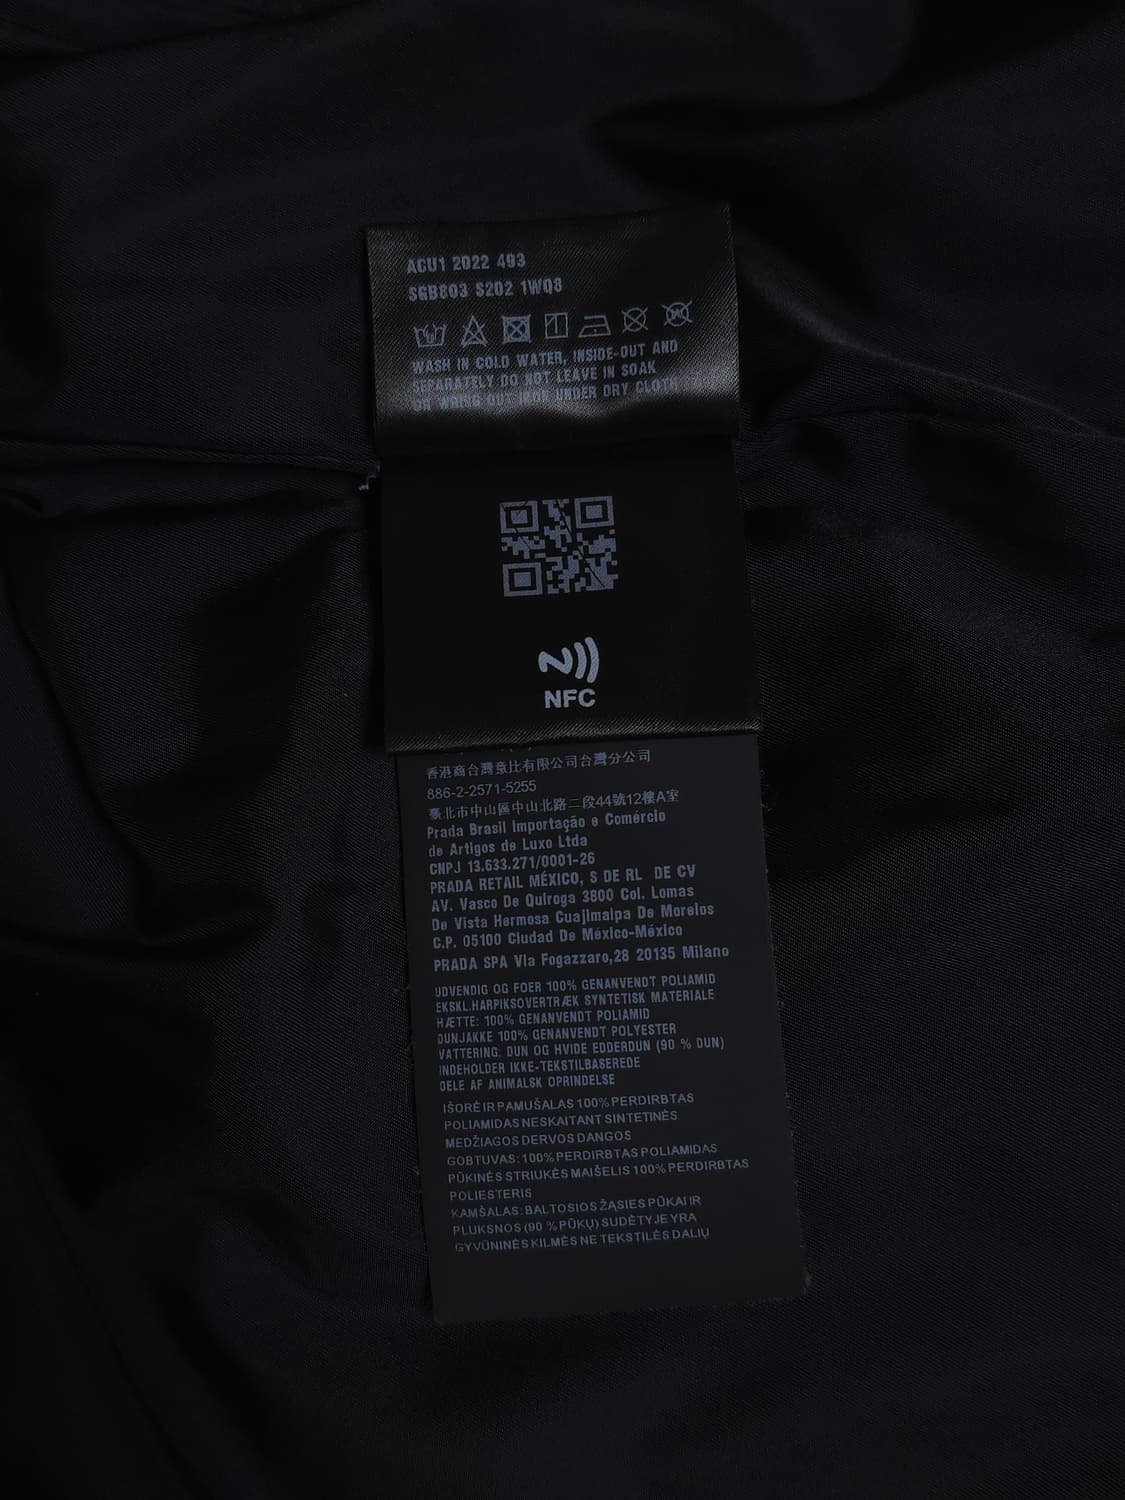 ACU1 2022 493
SGB803 S202 1WQ8
WASH IN COLD WATER, INSIDE-OUT AND
SEPARATELY DO NOT LEAVE IN SOAK
OR WRING OUT IRON UNDER DRY CLOTH
NFC
香港商台灣意比有限公司台灣分公司
886-2-2571-5255
臺北市中山區中山北路二段44號12樓A室
Prada Brasil Importação e Comércio
de Artigos de Luxo Ltda
CNPJ 13.633.271/0001-26
PRADA RETAIL MÉXICO, S DE RL DE CV
AV. Vasco De Quiroga 3800 Col. Lomas
De Vista Hermosa Cuajimalpa De Morelos
C.P. 05100 Ciudad De México-México
PRADA SPA Via Fogazzaro,28 20135 Milano
UDVENDIG OG FOER 100% GENANVENDT POLIAMID
EKSKL.HARPIKSOVERTRÆK SYNTETISK MATERIALE
HÆTTE: 100% GENANVENDT POLIAMID
DUNJAKKE 100% GENANVENDT POLYESTER
VATTERING: DUN OG HVIDE EDDERDUN (90 % DUN)
INDEHOLDER IKKE-TEKSTILBASEREDE
DELE AF ANIMALSK OPRINDELSE
IŠORĖ IR PAMUŠALAS 100% PERDIRBTAS
POLIAMIDAS NESKAITANT SINTETINĖS
MEDŽIAGOS DERVOS DANGOS
GOBTUVAS: 100% PERDIRBTAS POLIAMIDAS
PŪKINĖS STRIUKĖS MAIŠELIS 100% PERDIRBTAS
POLIESTERIS
KAMŠALAS: BALTOSIOS ŽĄSIES PŪKAI IR
PLUKSNOS (90 % PŪKŲ) SUDĖTYJE YRA
GYVŪNINĖS KILMĖS NE TEKSTILĖS DALIŲ